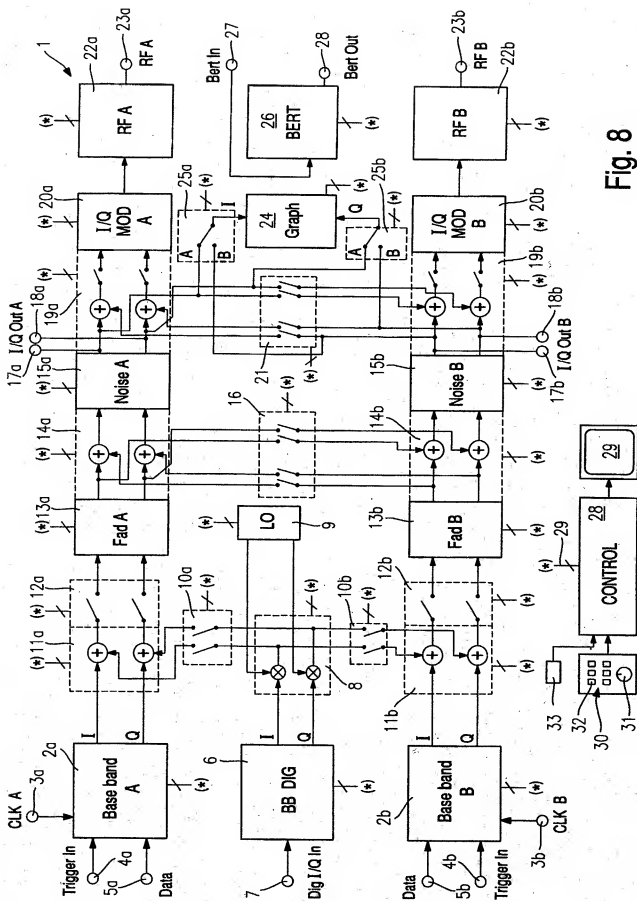 1
CLK A
3a
2a
Base band
A
Trigger In
4a
5a
Data
(*)
I
Q
11a
(*)
12a
(*)
13a
(*)
Fad A
14a
(*)
15a
(*)
Noise A
17a
I/Q Out A
18a
19a
(*)
20a
(*)
I/Q
MOD
A
22a
(*)
RF A
23a
RF A
6
BB DIG
7
Dig I/Q In
(*)
I
Q
8
(*)
10a
(*)
10b
(*)
LO
(*)
9
16
(*)
21
(*)
25a
(*)
A
B
I
24
Graph
(*)
Q
A
B
25b
(*)
Bert In
27
26
BERT
(*)
28
Bert Out
2b
Base band
B
Data
5b
4b
Trigger In
CLK B
3b
(*)
I
Q
11b
(*)
12b
(*)
13b
Fad B
(*)
14b
(*)
15b
Noise B
(*)
17b
I/Q Out B
18b
19b
(*)
20b
I/Q
MOD
B
(*)
22b
RF B
(*)
23b
RF B
33
32
30
31
(*)
29
28
CONTROL
29
Fig. 8